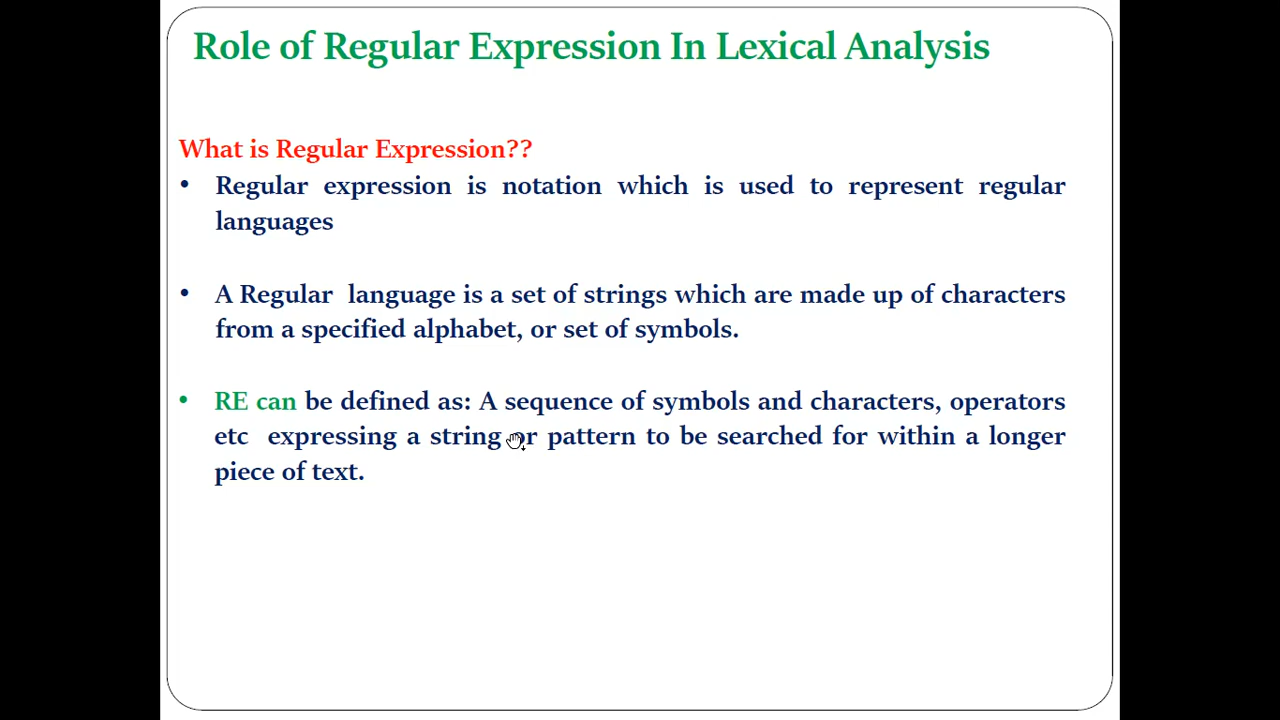 Role of Regular Expression In Lexical Analysis
What is Regular Expression??
• Regular expression is notation which is used to represent regular
languages
• A Regular language is a set of strings which are made up of characters
from a specified alphabet, or set of symbols.
• RE can be defined as: A sequence of symbols and characters, operators
etc expressing a string or pattern to be searched for within a longer
piece of text.